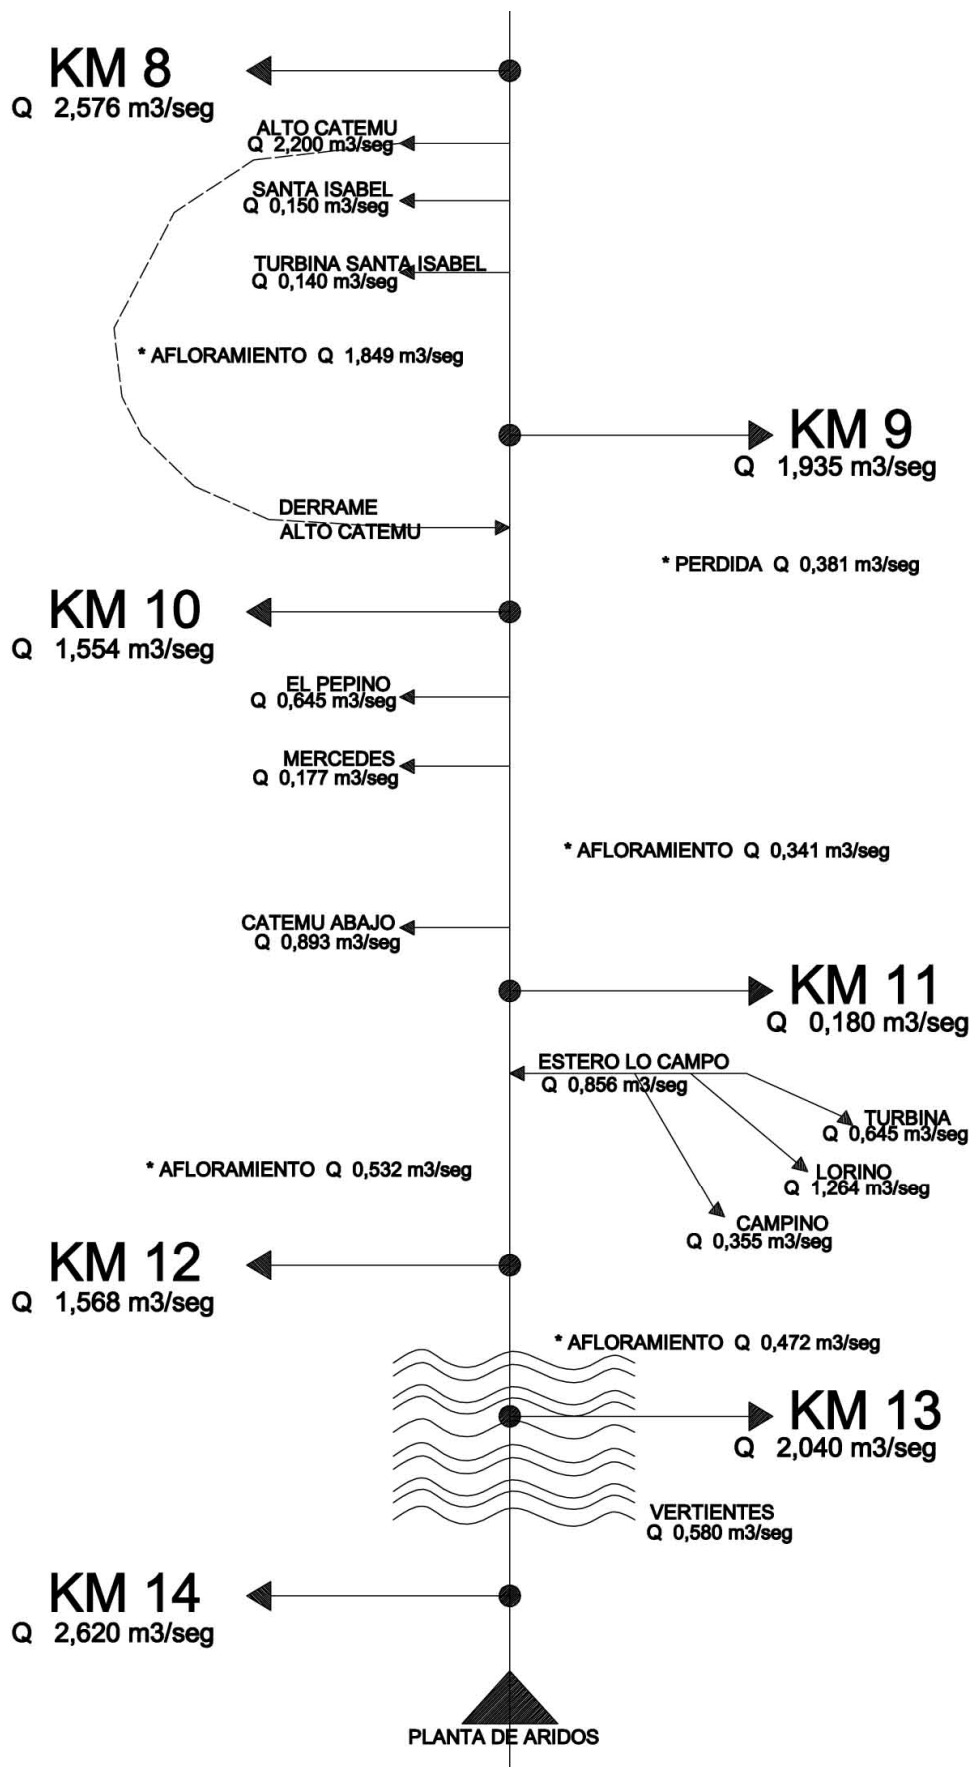 KM 8
Q 2,576 m3/seg
ALTO CATEMU
Q 2,200 m3/seg
SANTA ISABEL
Q 0,150 m3/seg
TURBINA SANTA ISABEL
Q 0,140 m3/seg
* AFLORAMIENTO Q 1,849 m3/seg
KM 9
Q 1,935 m3/seg
DERRAME
ALTO CATEMU
* PERDIDA Q 0,381 m3/seg
KM 10
Q 1,554 m3/seg
EL PEPINO
Q 0,645 m3/seg
MERCEDES
Q 0,177 m3/seg
* AFLORAMIENTO Q 0,341 m3/seg
CATEMU ABAJO
Q 0,893 m3/seg
KM 11
Q 0,180 m3/seg
ESTERO LO CAMPO
Q 0,856 m3/seg
TURBINA
Q 0,645 m3/seg
* AFLORAMIENTO Q 0,532 m3/seg
LORINO
Q 1,264 m3/seg
CAMPINO
Q 0,355 m3/seg
KM 12
Q 1,568 m3/seg
* AFLORAMIENTO Q 0,472 m3/seg
KM 13
Q 2,040 m3/seg
VERTIENTES
Q 0,580 m3/seg
KM 14
Q 2,620 m3/seg
PLANTA DE ARIDOS